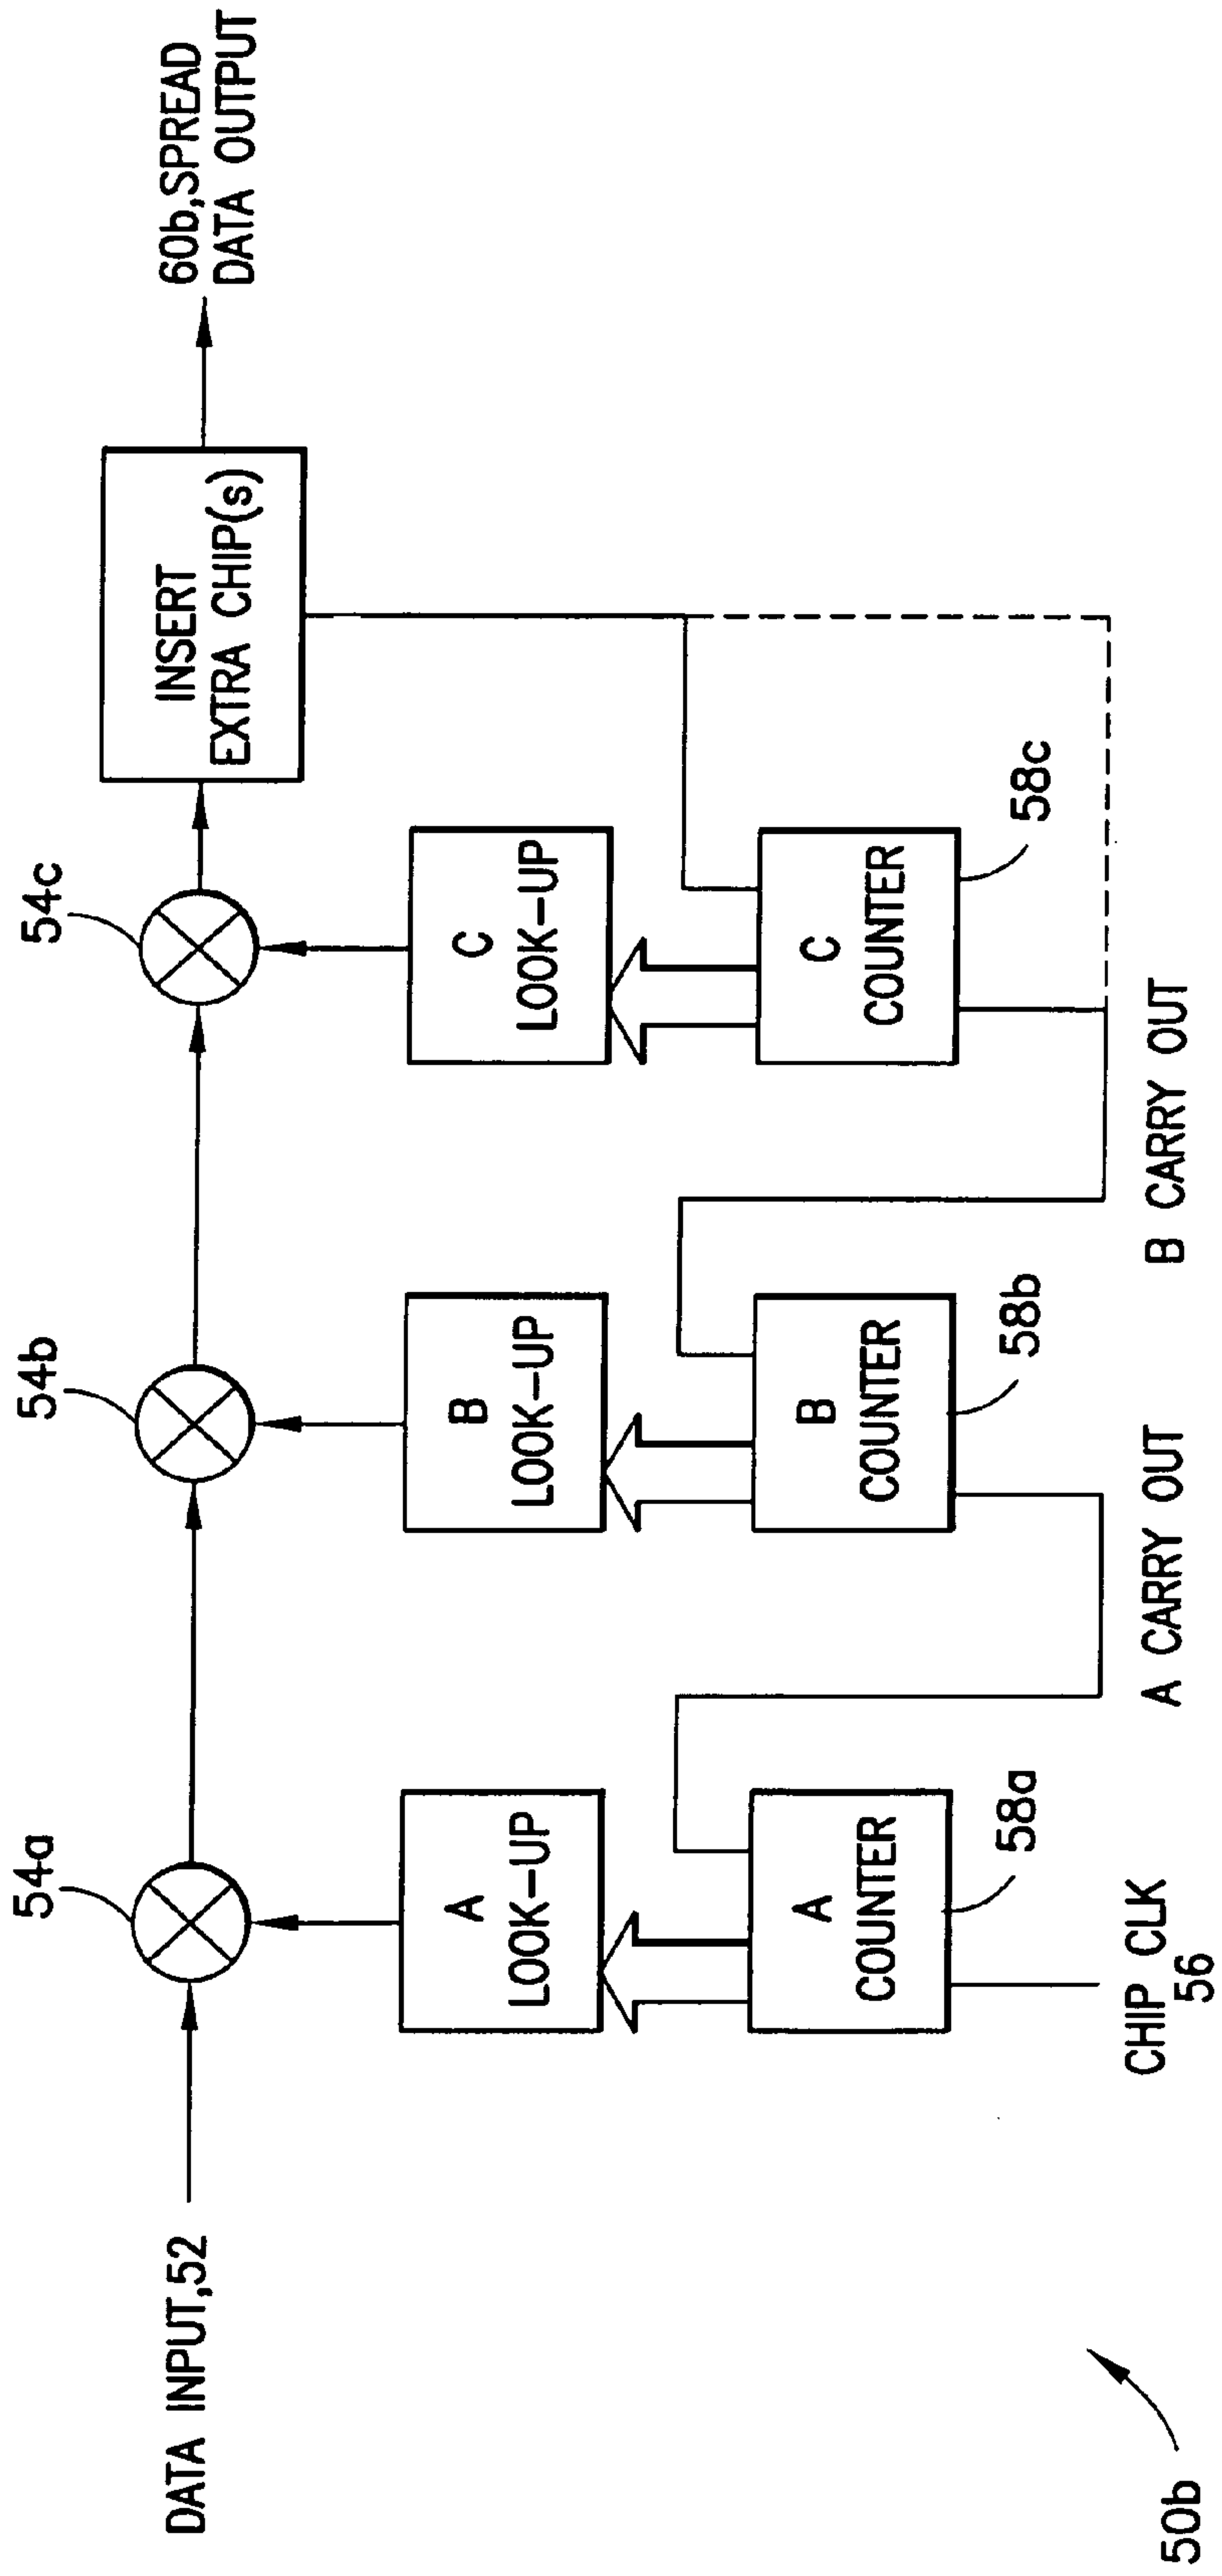 54a
54b
54c
DATA INPUT,52
INSERT
EXTRA CHIP(s)
60b,SPREAD
DATA OUTPUT
A
LOOK-UP
B
LOOK-UP
C
LOOK-UP
A
COUNTER
B
COUNTER
C
COUNTER
58a
58b
58c
CHIP CLK
56
A CARRY OUT
B CARRY OUT
50b